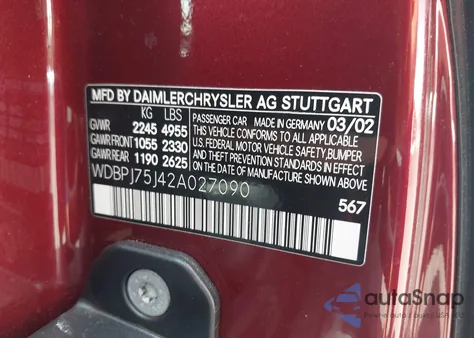 MFD BY DAIMLERCHRYSLER AG STUTTGART
KG LBS
GVWR 2245 4955
GAWR FRONT 1055 2330
GAWR REAR 1190 2625
PASSENGER CAR / MADE IN GERMANY 03/02
THIS VEHICLE CONFORMS TO ALL APPLICABLE
U.S. FEDERAL MOTOR VEHICLE SAFETY, BUMPER
AND THEFT PREVENTION STANDARDS IN EFFECT
ON THE DATE OF MANUFACTURE SHOWN ABOVE.
WDBPJ75J42A027090
567
autoSnap